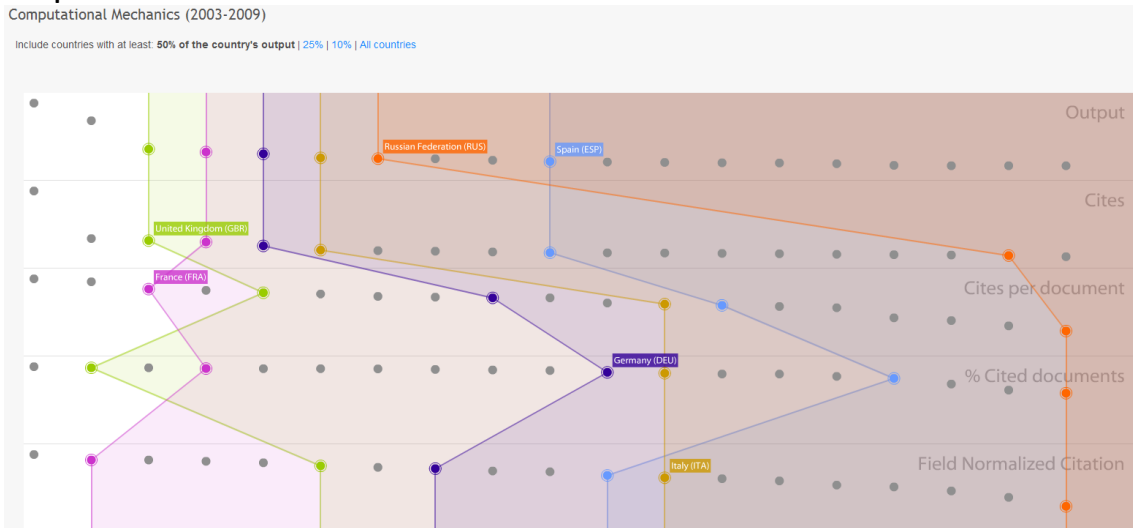 Computational Mechanics (2003-2009)
Include countries with at least: 50% of the country's output | 25% | 10% | All countries
Output
Russian Federation (RUS)
Spain (ESP)
Cites
United Kingdom (GBR)
France (FRA)
Cites per document
Germany (DEU)
% Cited documents
Italy (ITA)
Field Normalized Citation